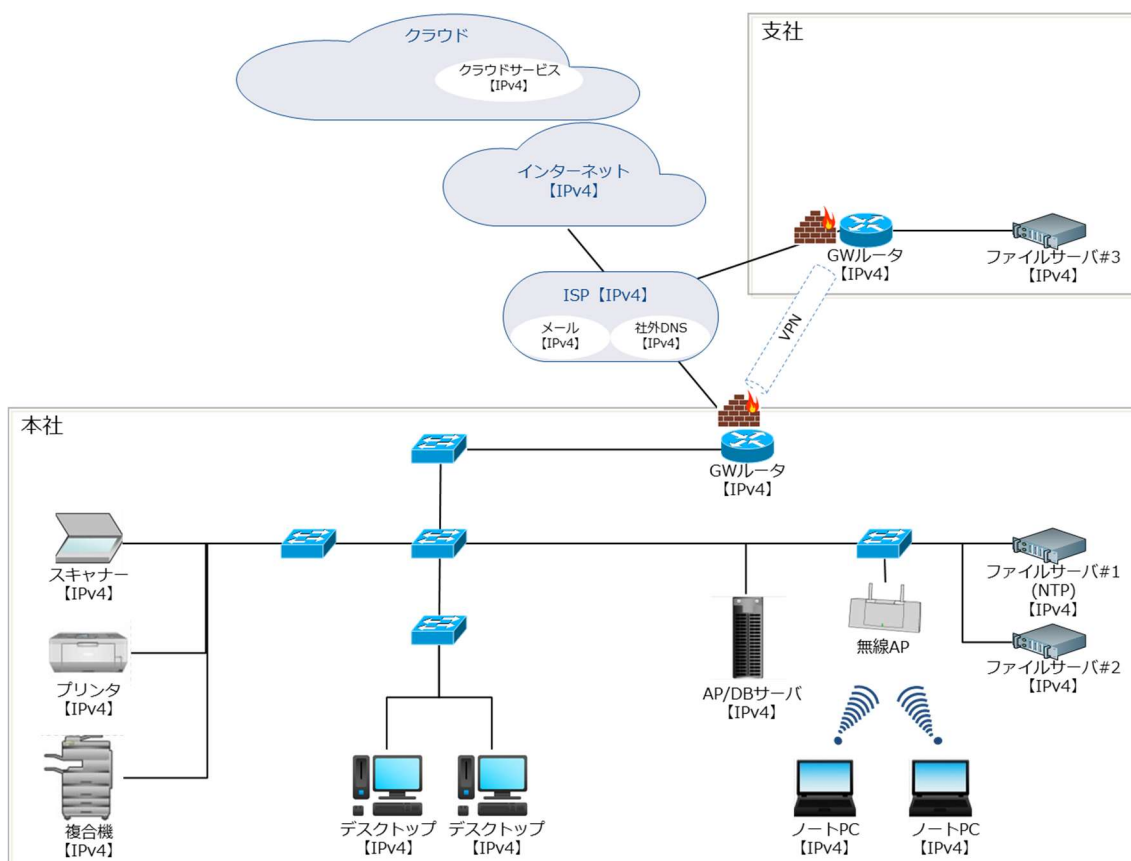 クラウド
クラウドサービス
【IPv4】
支社
インターネット
【IPv4】
GWルータ
【IPv4】
ファイルサーバ#3
【IPv4】
ISP【IPv4】
メール
【IPv4】
社外DNS
【IPv4】
VPN
本社
GWルータ
【IPv4】
スキャナー
【IPv4】
ファイルサーバ#1
(NTP)
【IPv4】
無線AP
プリンタ
【IPv4】
AP/DBサーバ
【IPv4】
ファイルサーバ#2
【IPv4】
複合機
【IPv4】
デスクトップ
【IPv4】
デスクトップ
【IPv4】
ノートPC
【IPv4】
ノートPC
【IPv4】